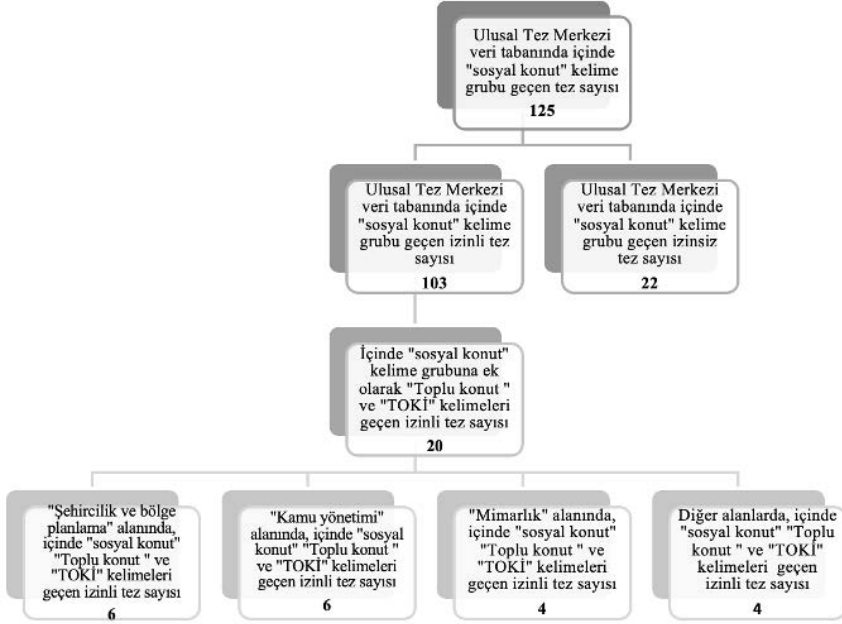 Ulusal Tez Merkezi
veri tabanında içinde
"sosyal konut" kelime
grubu geçen tez sayısı
125
Ulusal Tez Merkezi
veri tabanında içinde
"sosyal konut" kelime
grubu geçen izinli tez
sayısı
103
Ulusal Tez Merkezi
veri tabanında içinde
"sosyal konut" kelime
grubu geçen izinsiz
tez sayısı
22
İçinde "sosyal konut"
kelime grubuna ek
olarak "Toplu konut "
ve "TOKİ" kelimeleri
geçen izinli tez sayısı
20
"Şehircilik ve bölge
planlama" alanında,
içinde "sosyal konut"
"Toplu konut " ve
"TOKİ" kelimeleri
geçen izinli tez sayısı
6
"Kamu yönetimi"
alanında, içinde "sosyal
konut" "Toplu konut "
ve "TOKİ" kelimeleri
geçen izinli tez sayısı
6
"Mimarlık" alanında,
içinde "sosyal konut"
"Toplu konut " ve
"TOKİ" kelimeleri
geçen izinli tez sayısı
4
Diğer alanlarda, içinde
"sosyal konut" "Toplu
konut " ve "TOKİ"
kelimeleri geçen
izinli tez sayısı
4